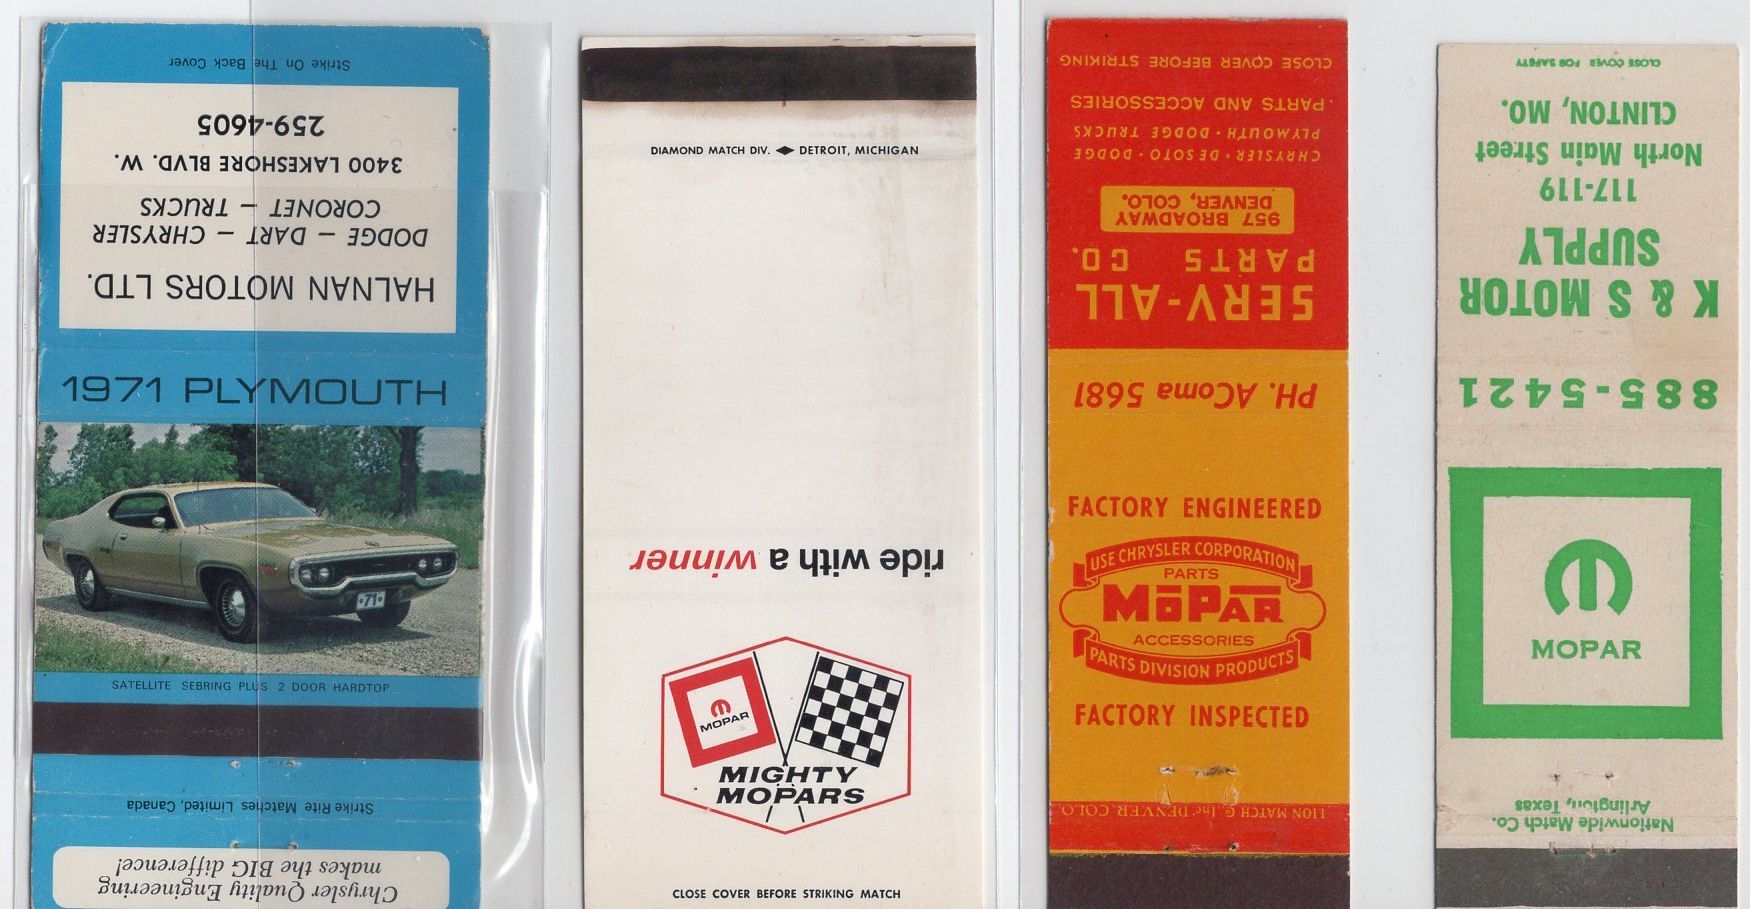 Strike On The Back Cover
259-4605
3400 LAKESHORE BLVD. W.
CORONET - TRUCKS
DODGE - DART - CHRYSLER
HALNAN MOTORS LTD.
1971 PLYMOUTH
71
SATELLITE SEBRING PLUS 2 DOOR HARDTOP
Strike Rite Matches Limited, Canada
Chrysler Quality Engineering
makes the BIG difference!
DIAMOND MATCH DIV. DETROIT, MICHIGAN
ride with a winner
MOPAR
MIGHTY
MOPARS
CLOSE COVER BEFORE STRIKING MATCH
CLOSE COVER BEFORE STRIKING
SERV-ALL
PARTS CO.
957 BROADWAY
DENVER, COLO.
CHRYSLER · DESOTO · DODGE
PLYMOUTH · DODGE TRUCKS
PARTS AND ACCESSORIES
PH. AComa 5681
FACTORY ENGINEERED
USE CHRYSLER CORPORATION
PARTS
MOPAR
ACCESSORIES
PARTS DIVISION PRODUCTS
FACTORY INSPECTED
LION MATCH C. Inc DENVER. COLO.
CLOSE COVER FOR SAFETY
885-5421
K & S MOTOR
SUPPLY
117-119
North Main Street
CLINTON, MO.
MOPAR
Nationwide Match Co.
Arlington, Texas